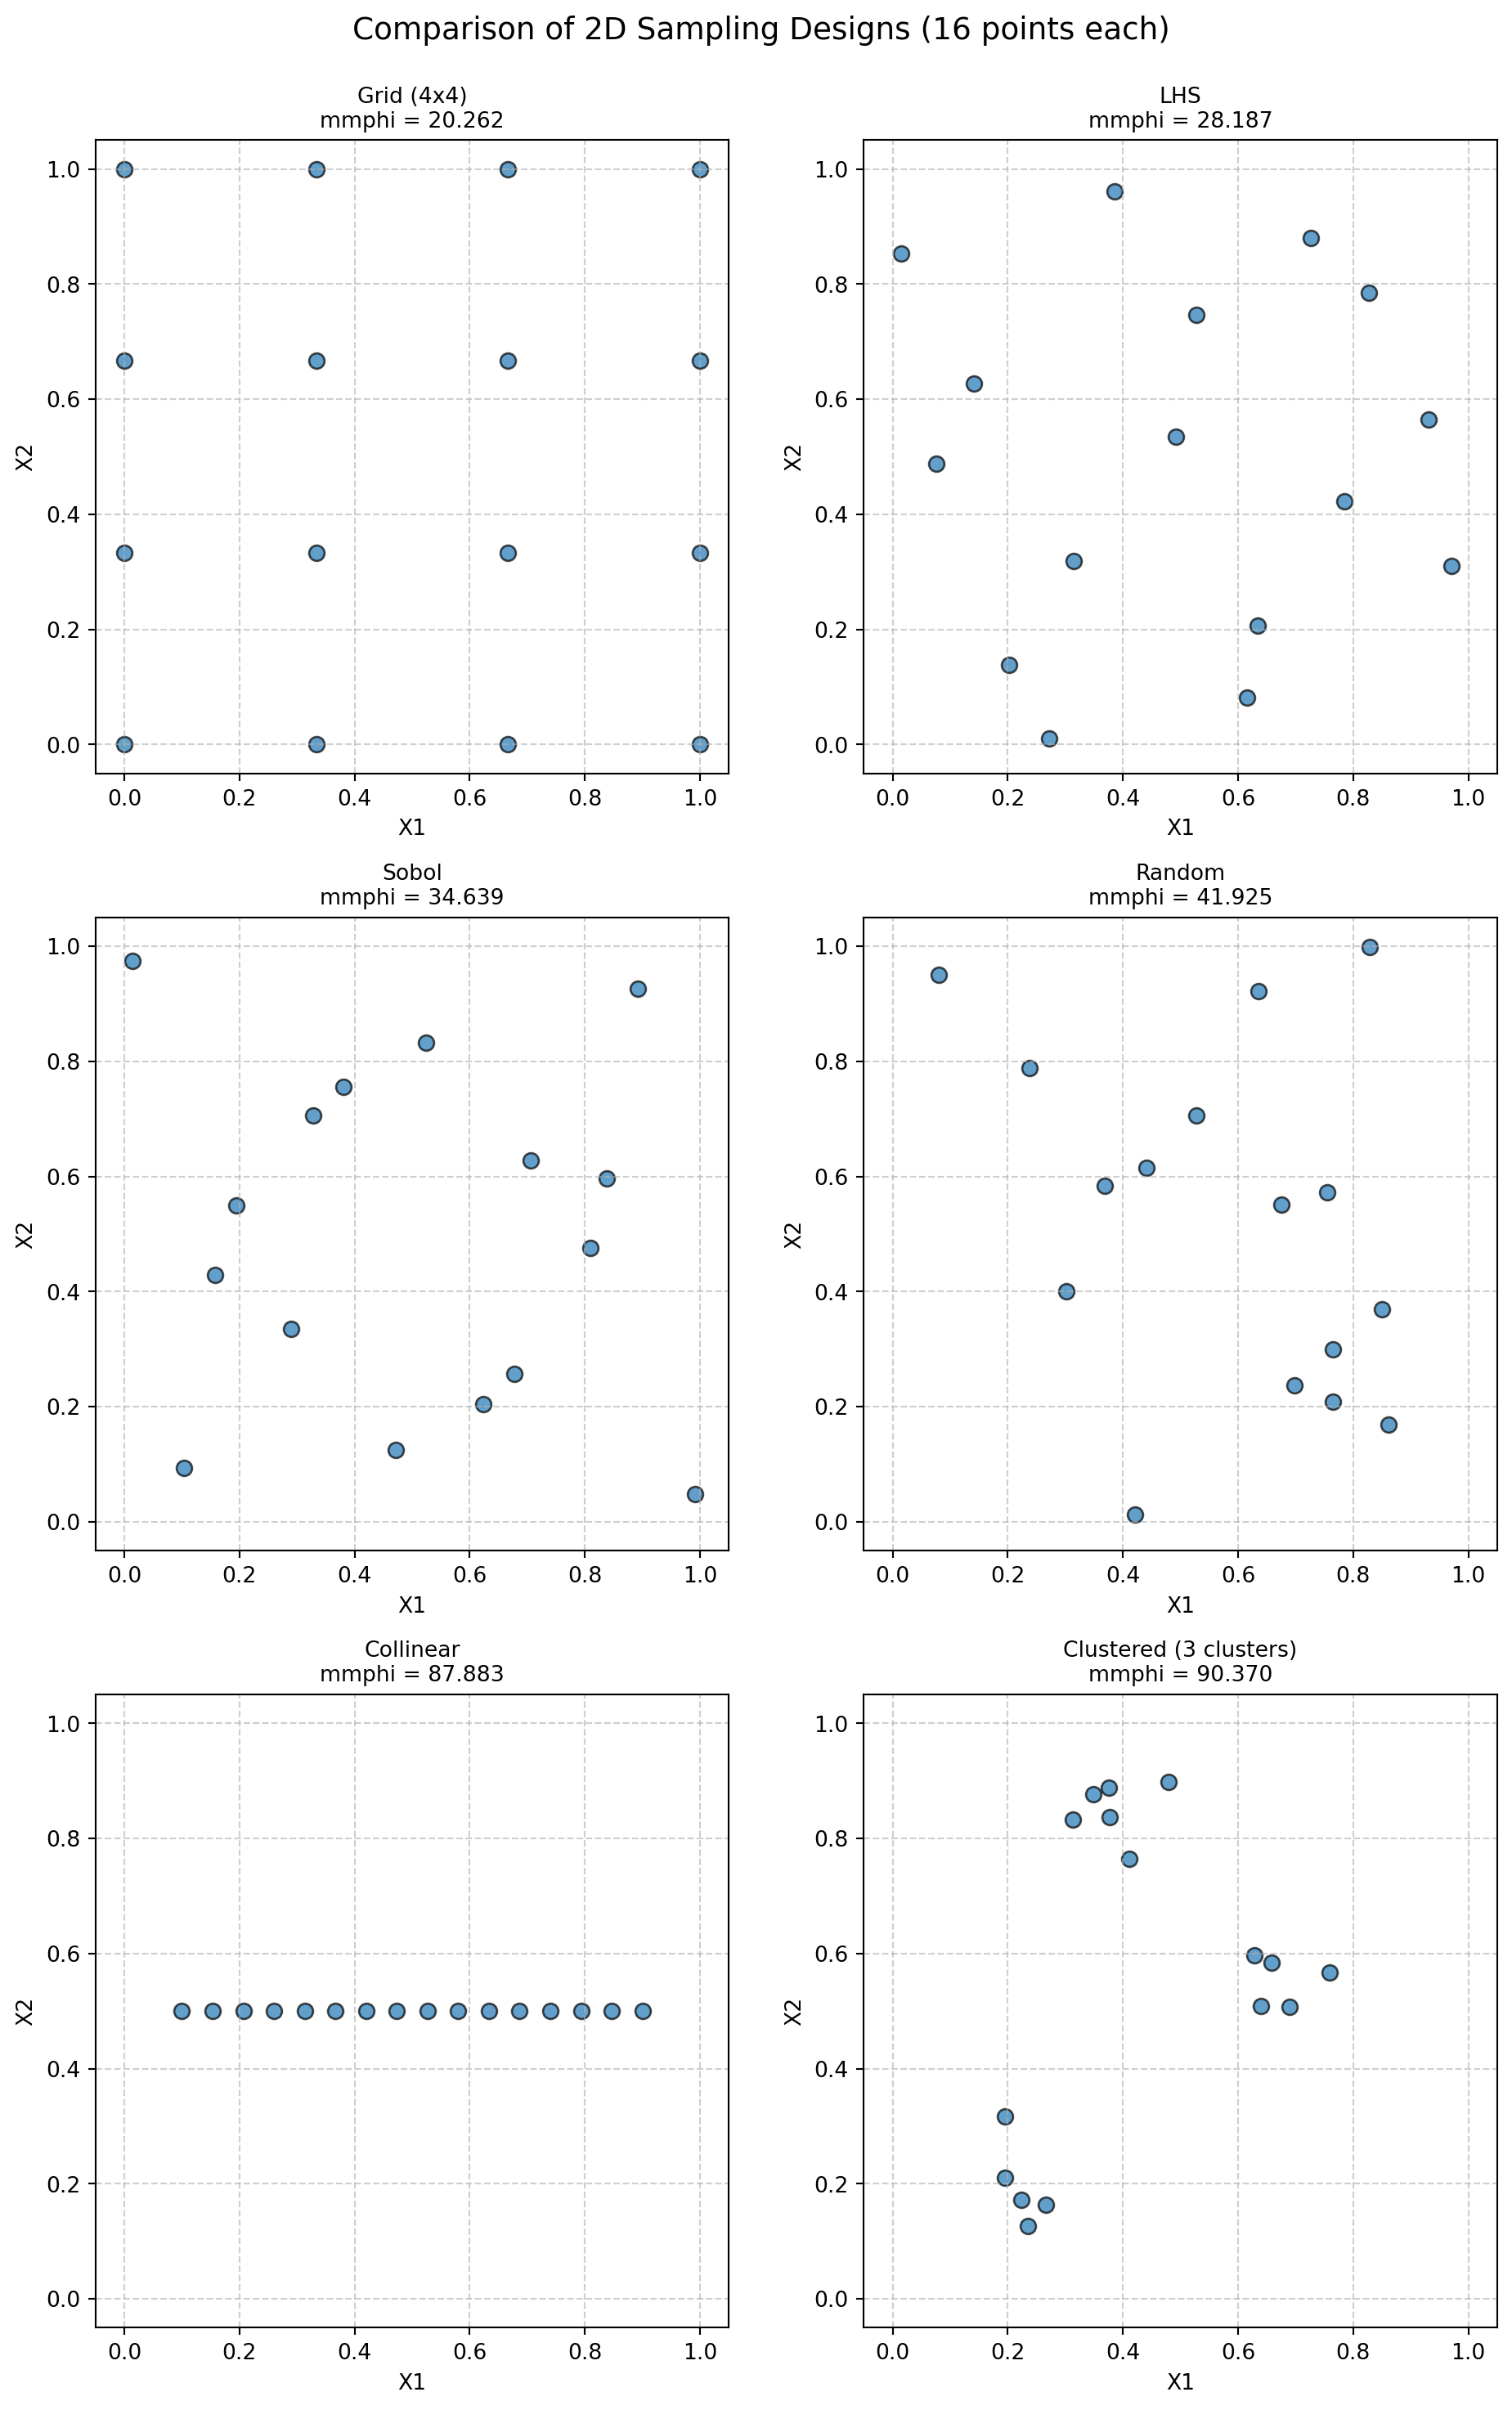 Comparison of 2D Sampling Designs (16 points each)
Grid (4x4)
mmphi = 20.262
1.0
0.8
0.6
0.4
0.2
0.0
X2
0.0 0.2 0.4 0.6 0.8 1.0
X1
LHS
mmphi = 28.187
1.0
0.8
0.6
0.4
0.2
0.0
X2
0.0 0.2 0.4 0.6 0.8 1.0
X1
Sobol
mmphi = 34.639
1.0
0.8
0.6
0.4
0.2
0.0
X2
0.0 0.2 0.4 0.6 0.8 1.0
X1
Random
mmphi = 41.925
1.0
0.8
0.6
0.4
0.2
0.0
X2
0.0 0.2 0.4 0.6 0.8 1.0
X1
Collinear
mmphi = 87.883
1.0
0.8
0.6
0.4
0.2
0.0
X2
0.0 0.2 0.4 0.6 0.8 1.0
X1
Clustered (3 clusters)
mmphi = 90.370
1.0
0.8
0.6
0.4
0.2
0.0
X2
0.0 0.2 0.4 0.6 0.8 1.0
X1